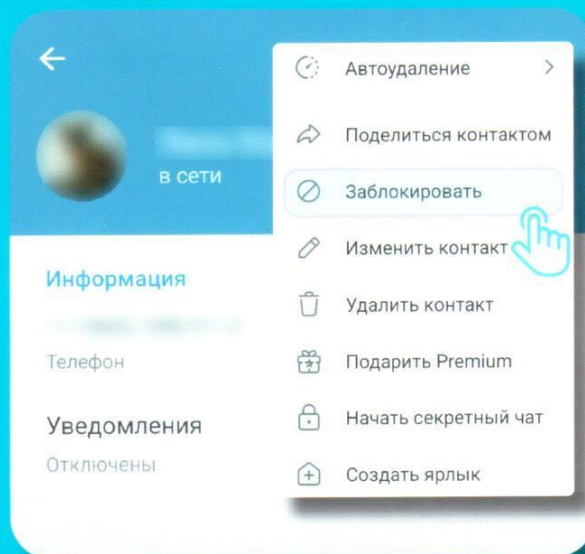 Автоудаление
Поделиться контактом
в сети
Заблокировать
Изменить контакт
Информация
Удалить контакт
Телефон
Подарить Premium
Уведомления
Начать секретный чат
Отключены
Создать ярлык